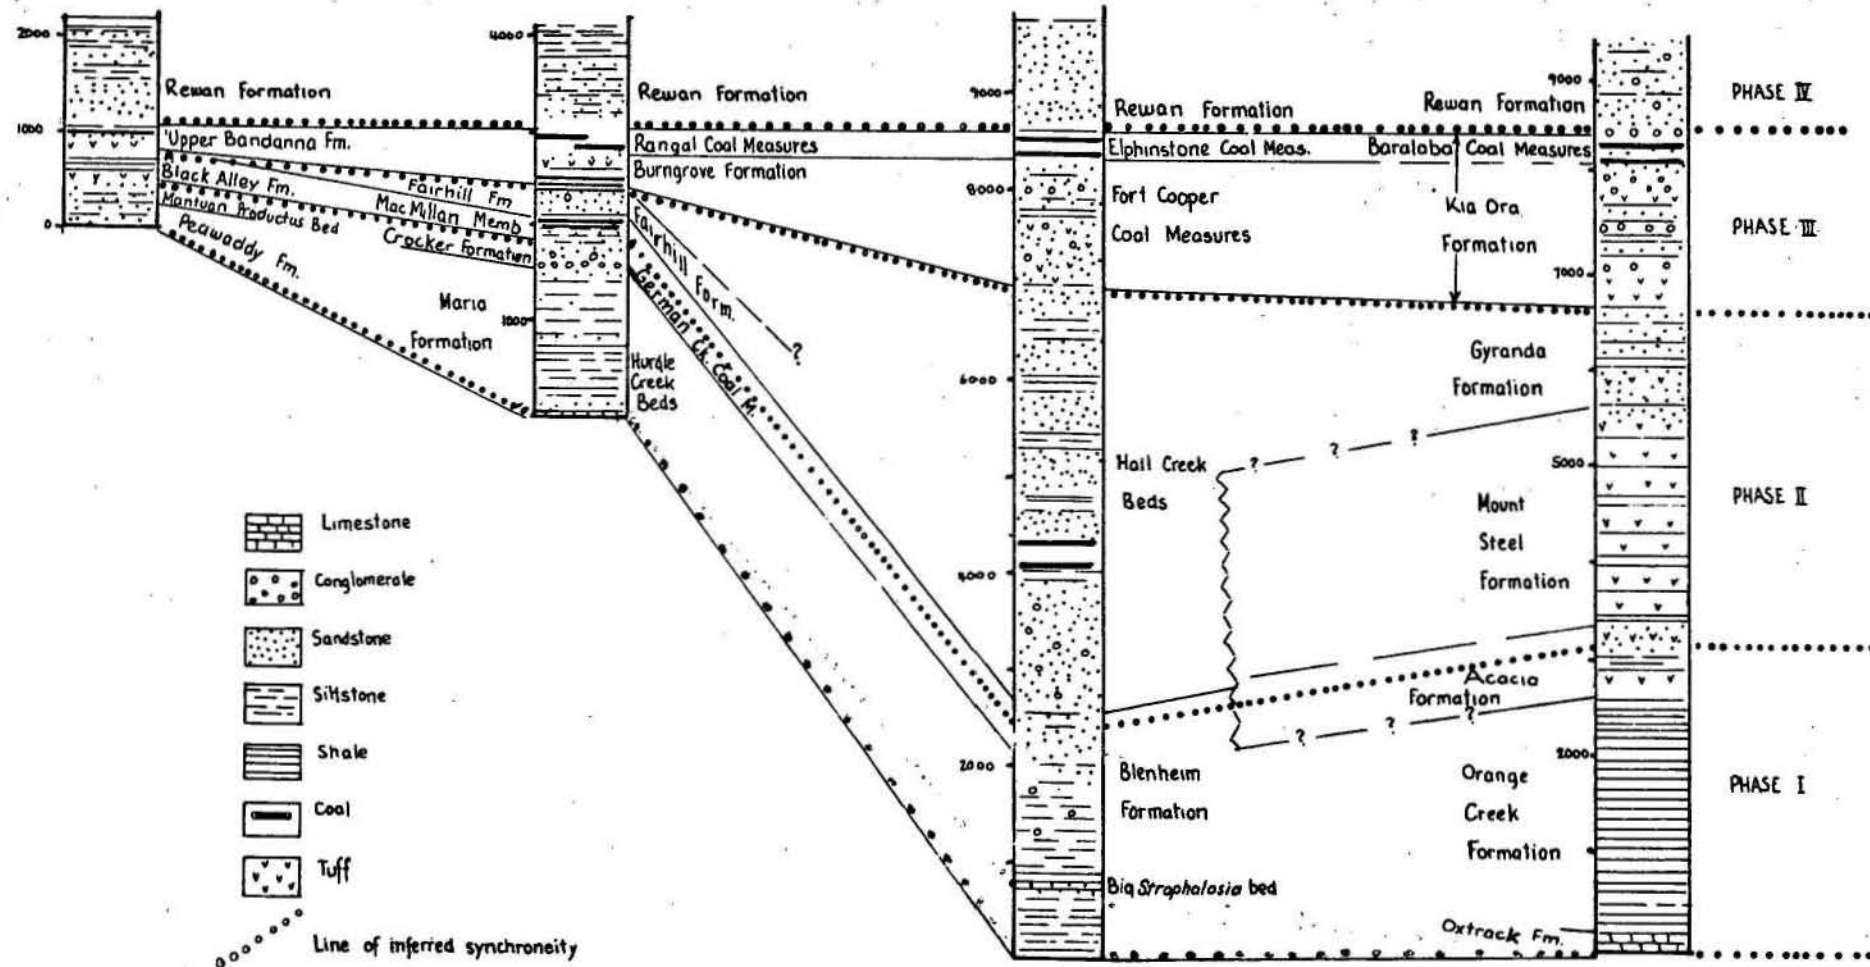 2000
1000
0
Rewan Formation
'Upper Bandanna Fm.
Black Alley Fm.
Mantuan Productus Bed
Peawaddy Fm.
Fairhill Fm
MacMillan Memb
Crocker Formation
Maria
Formation
4000
1000
Rewan Formation
Rangal Coal Measures
Burngrove Formation
Fairhill Form.
?
German Ck. Coal M.
Hurdle
Creek
Beds
9000
8000
6000
4000
2000
Rewan Formation
Elphinstone Coal Meas.
Fort Cooper
Coal Measures
Hail Creek
Beds
Blenheim
Formation
Big Strophalosia bed
Rewan Formation
Baralaba Coal Measures
Kia Ora
Formation
Gyranda
Formation
? ? ?
Mount
Steel
Formation
Acacia
Formation
? ? ?
Orange
Creek
Formation
Oxtrack Fm.
9000
7000
5000
2000
PHASE IV
PHASE III
PHASE II
PHASE I
Limestone
Conglomerate
Sandstone
Siltstone
Shale
Coal
Tuff
Line of inferred synchroneity